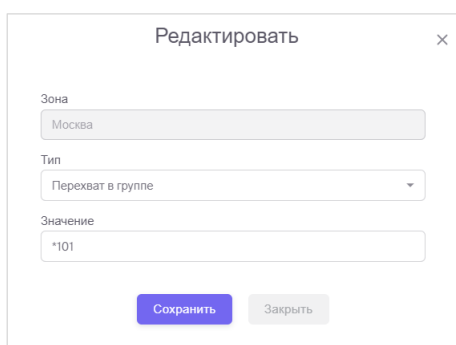 Редактировать
Зона
Москва
Тип
Перехват в группе
Значение
*101
Сохранить Закрыть